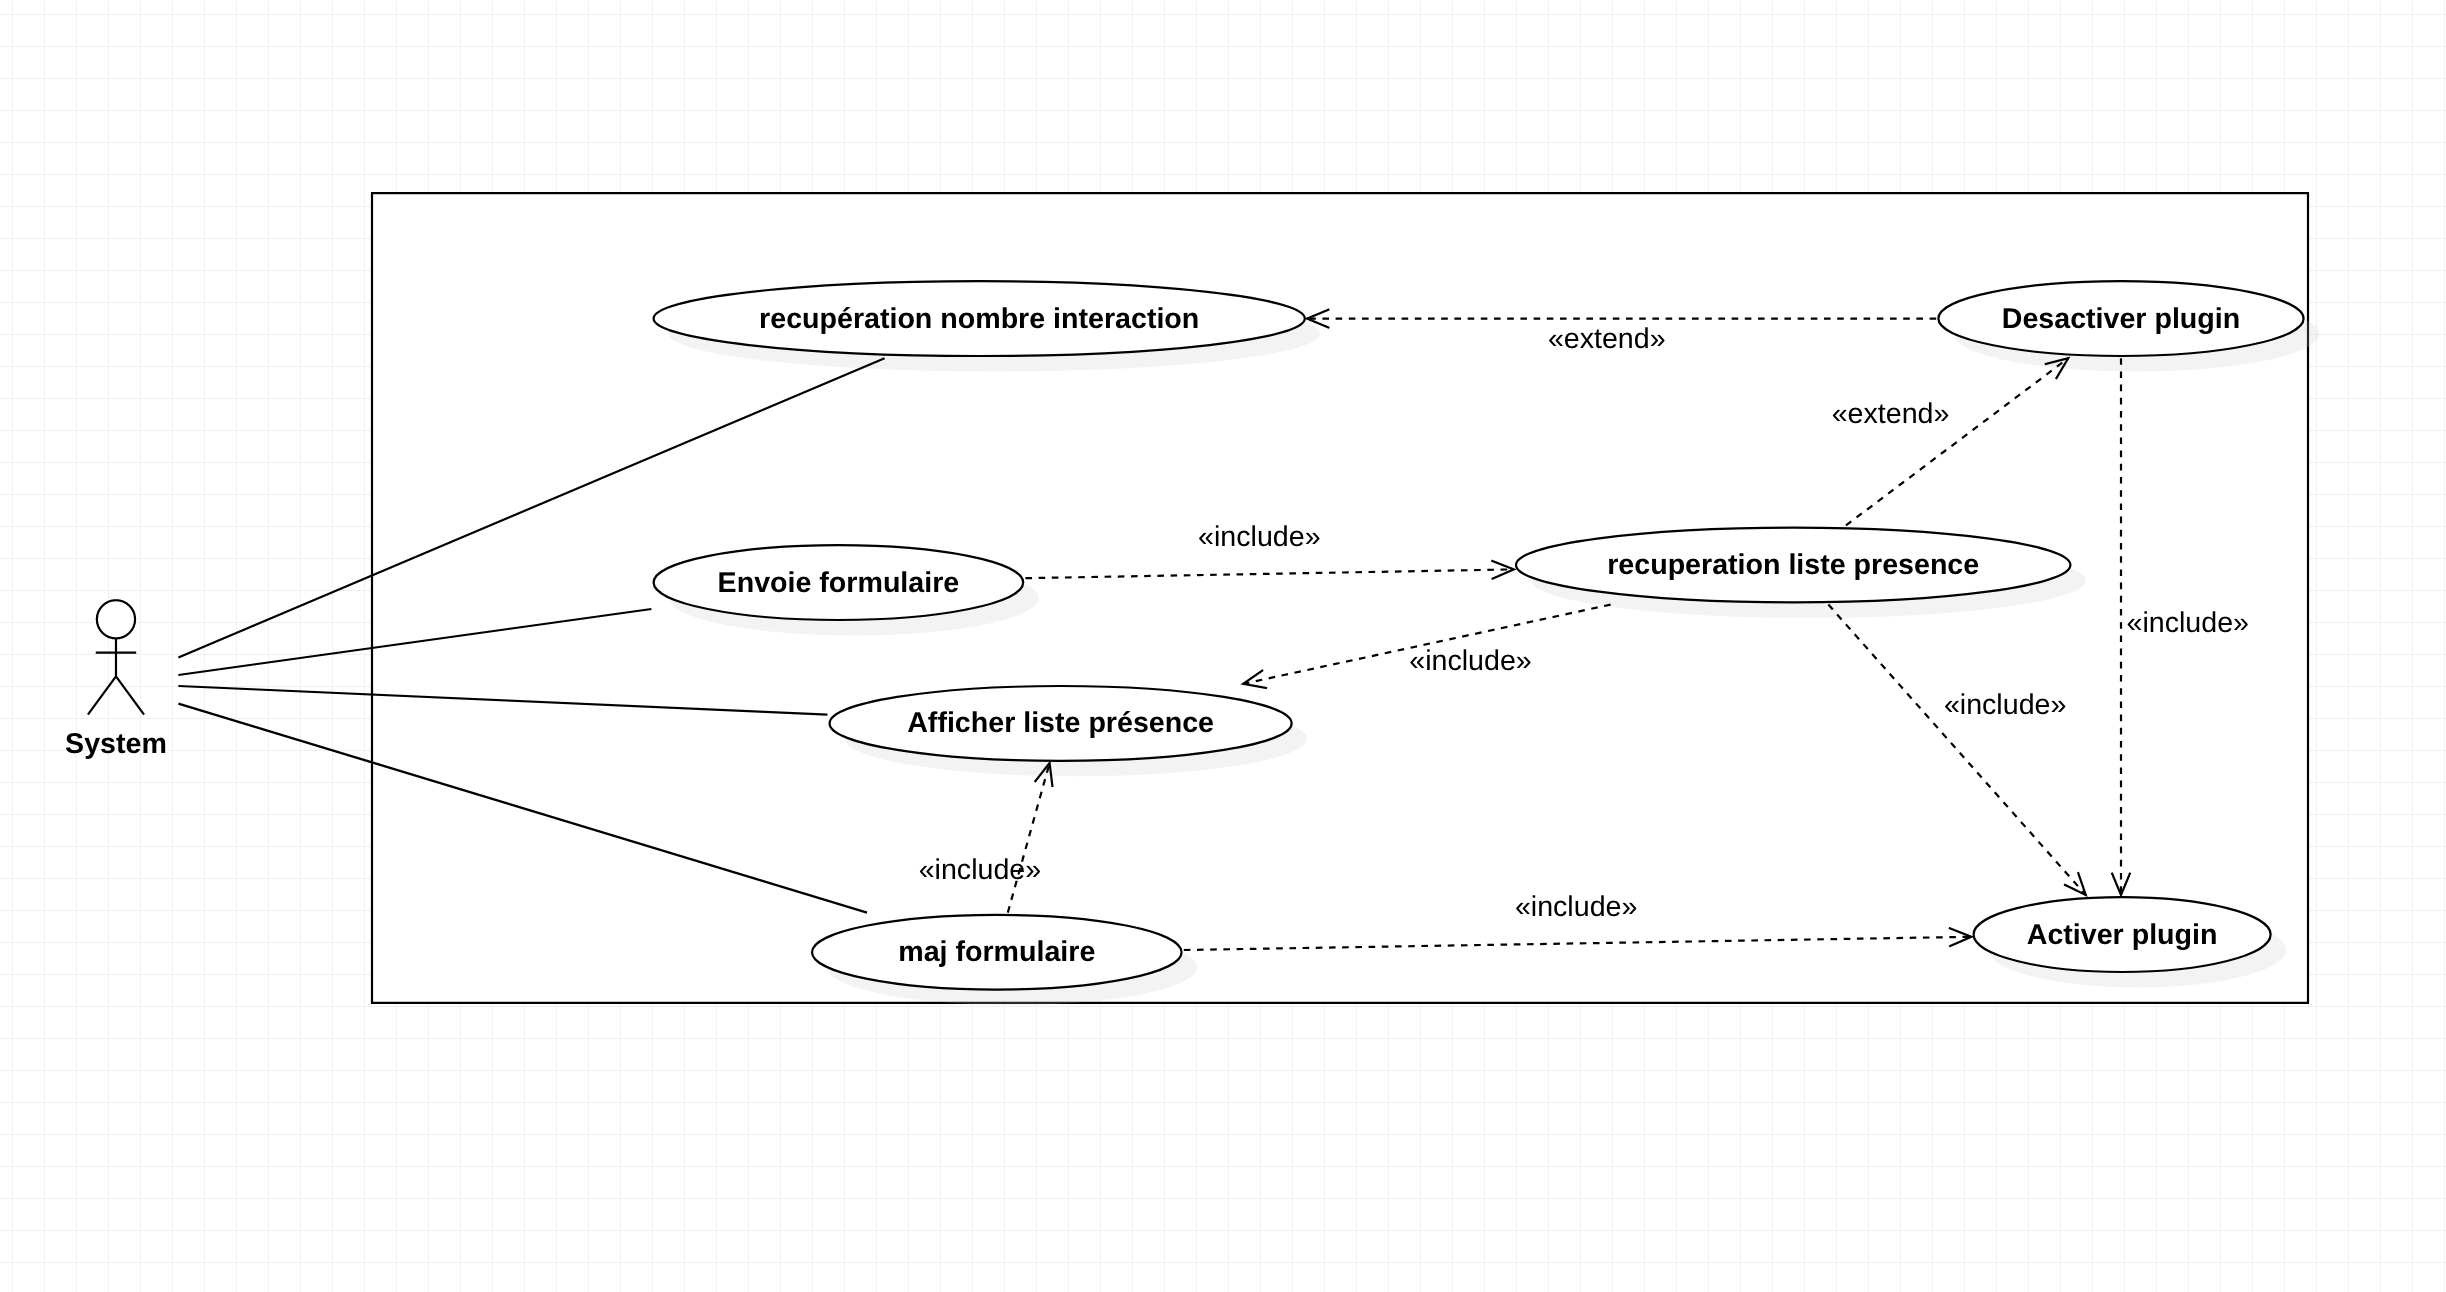 recupération nombre interaction
Desactiver plugin
«extend»
«extend»
«include»
Envoie formulaire
recuperation liste presence
«include»
«include»
«include»
Afficher liste présence
System
«include»
«include»
maj formulaire
Activer plugin